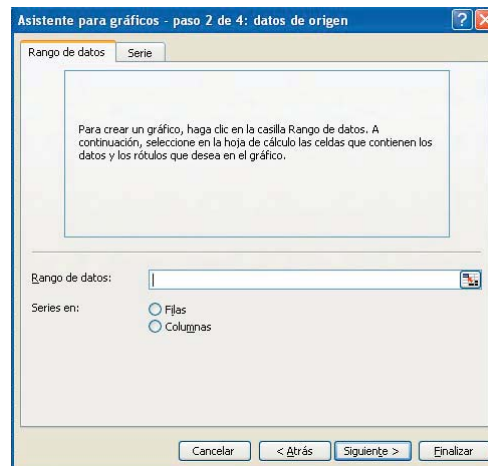 Asistente para gráficos - paso 2 de 4: datos de origen
Rango de datos
Serie
Para crear un gráfico, haga clic en la casilla Rango de datos. A
continuación, seleccione en la hoja de cálculo las celdas que contienen los
datos y los rótulos que desea en el gráfico.
Rango de datos:
Series en:
Filas
Columnas
Cancelar
< Atrás
Siguiente >
Finalizar